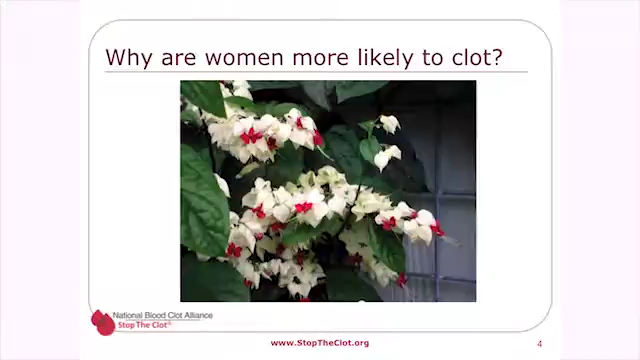 Why are women more likely to clot?
National Blood Clot Alliance
Stop The Clot®
www.StopTheClot.org
4